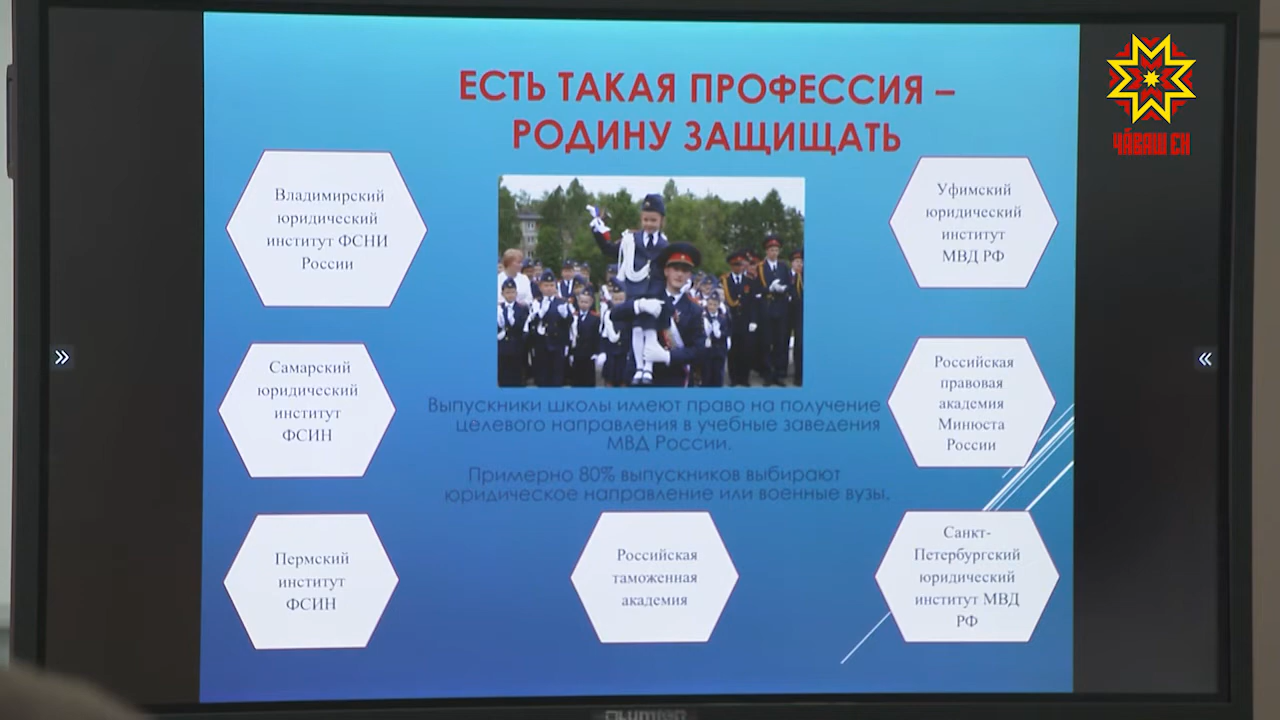 ЕСТЬ ТАКАЯ ПРОФЕССИЯ –
РОДИНУ ЗАЩИЩАТЬ
ЧӐВАШ ЕН
Владимирский
юридический
институт ФСНИ
России
Уфимский
юридический
институт
МВД РФ
Самарский
юридический
институт
ФСИН
Российская
правовая
академия
Минюста
России
Выпускники школы имеют право на получение
целевого направления в учебные заведения
МВД России.
Примерно 80% выпускников выбирают
юридическое направление или военные вузы.
Пермский
институт
ФСИН
Российская
таможенная
академия
Санкт-
Петербургский
юридический
институт МВД
РФ